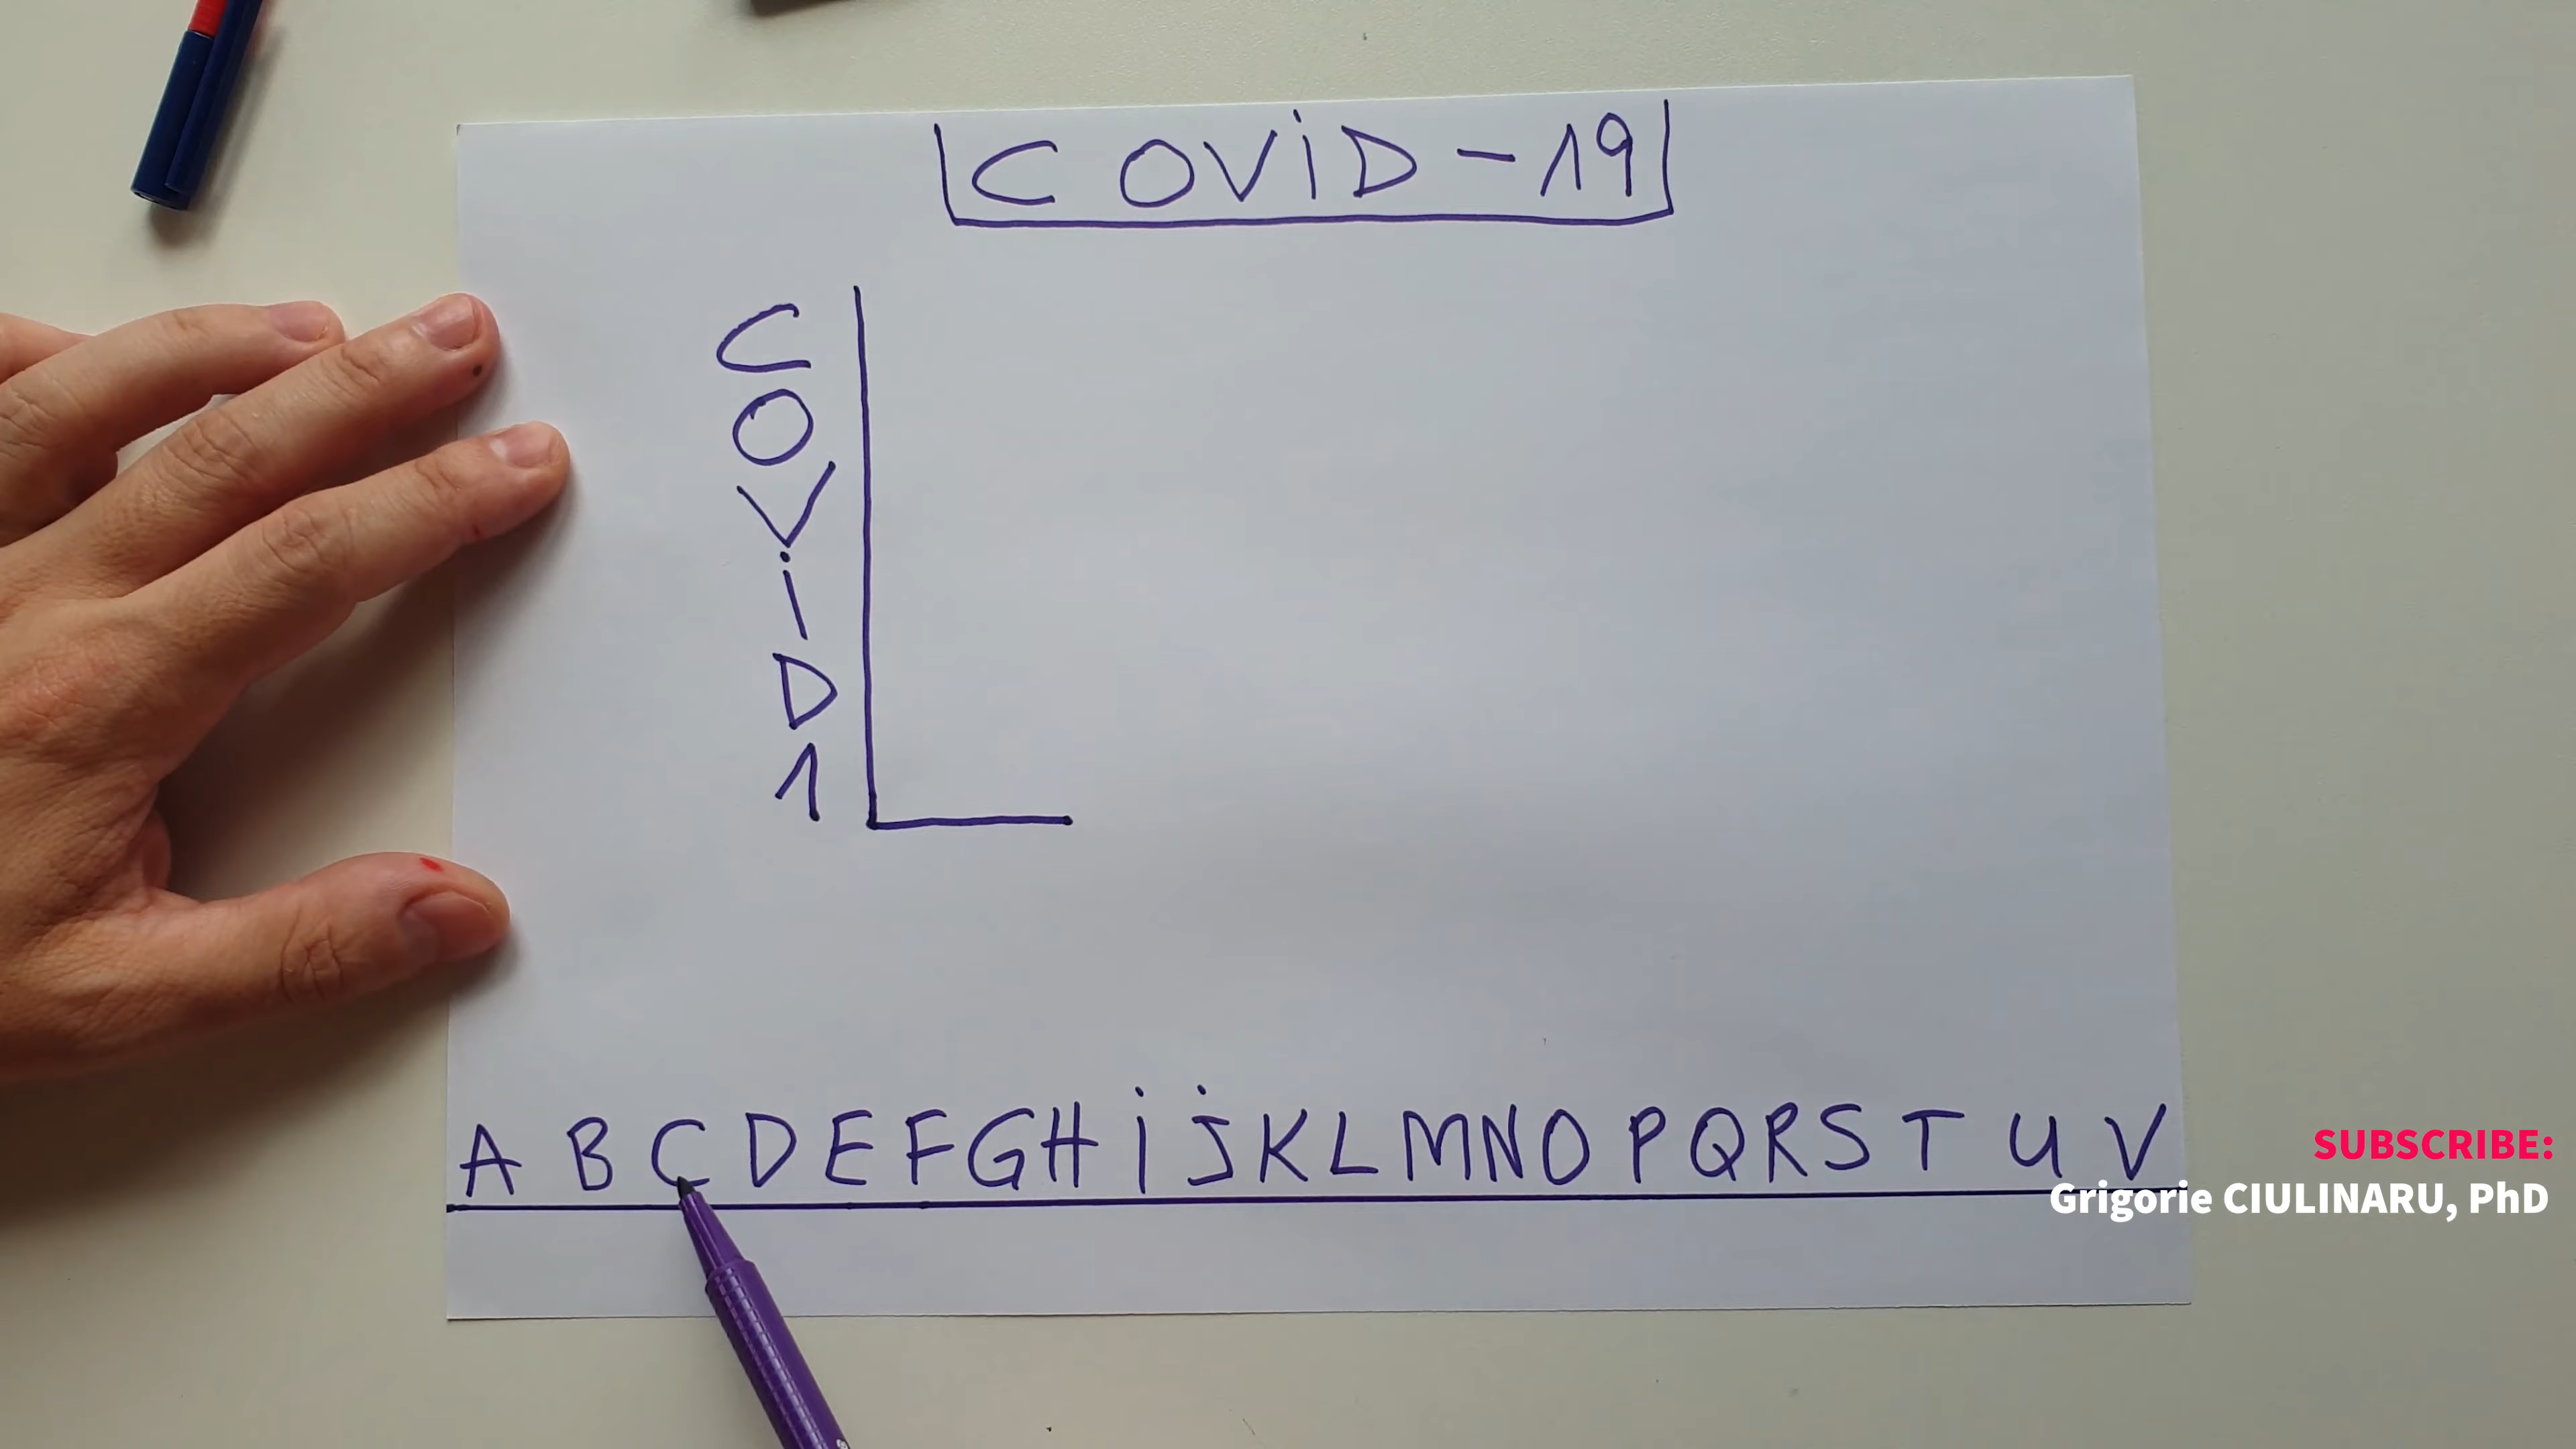 COViD-19
C
O
V
i
D
1
A B C D E F G H i j K L M N O P Q R S T U V
SUBSCRIBE:
Grigorie CIULINARU, PhD